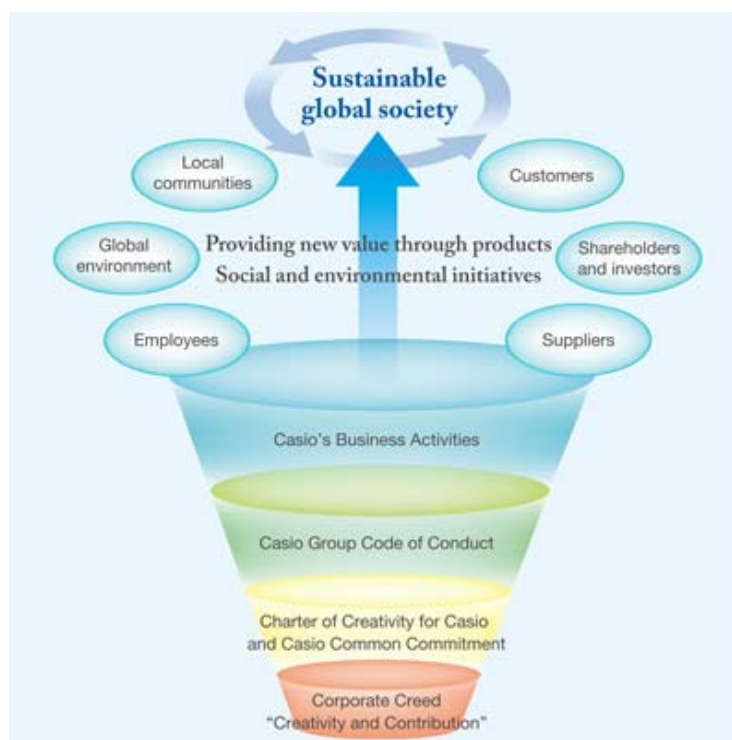 Sustainable
global society
Local
communities
Customers
Global
environment
Providing new value through products
Social and environmental initiatives
Shareholders
and investors
Employees
Suppliers
Casio's Business Activities
Casio Group Code of Conduct
Charter of Creativity for Casio
and Casio Common Commitment
Corporate Creed
“Creativity and Contribution”